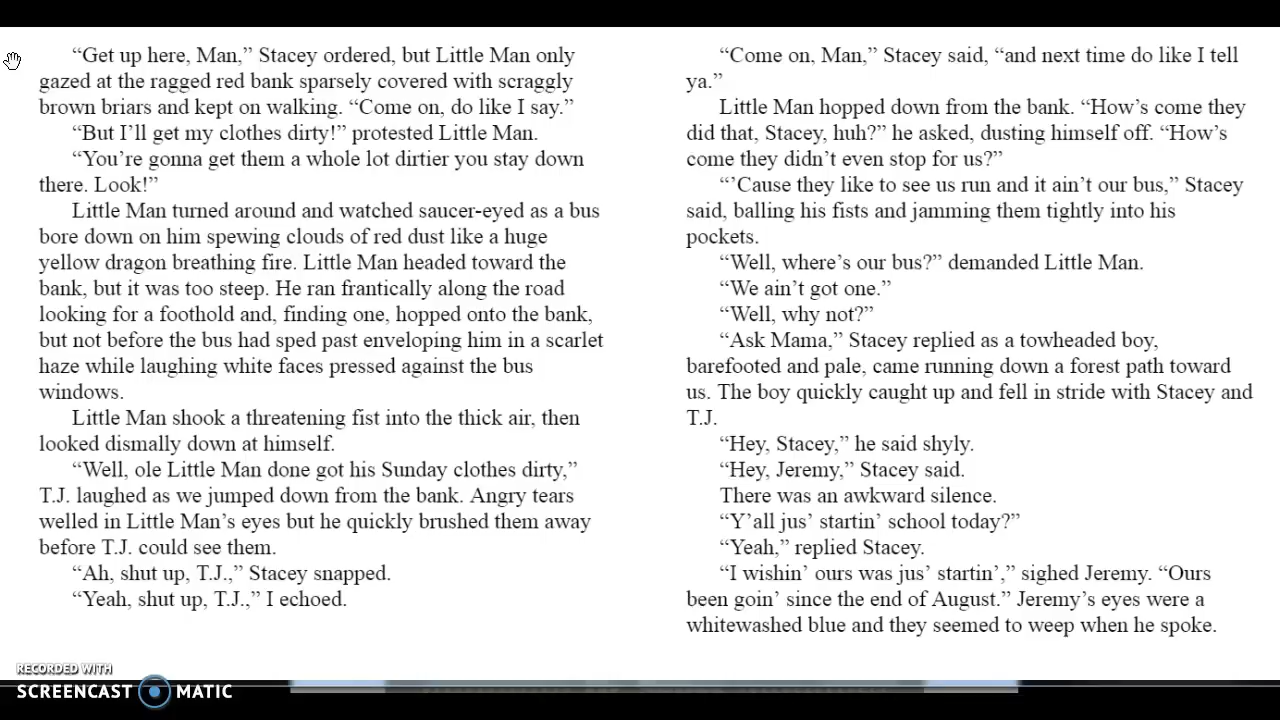 “Get up here, Man,” Stacey ordered, but Little Man only
gazed at the ragged red bank sparsely covered with scraggly
brown briars and kept on walking. “Come on, do like I say.”
“But I’ll get my clothes dirty!” protested Little Man.
“You’re gonna get them a whole lot dirtier you stay down
there. Look!”
Little Man turned around and watched saucer-eyed as a bus
bore down on him spewing clouds of red dust like a huge
yellow dragon breathing fire. Little Man headed toward the
bank, but it was too steep. He ran frantically along the road
looking for a foothold and, finding one, hopped onto the bank,
but not before the bus had sped past enveloping him in a scarlet
haze while laughing white faces pressed against the bus
windows.
Little Man shook a threatening fist into the thick air, then
looked dismally down at himself.
“Well, ole Little Man done got his Sunday clothes dirty,”
T.J. laughed as we jumped down from the bank. Angry tears
welled in Little Man’s eyes but he quickly brushed them away
before T.J. could see them.
“Ah, shut up, T.J.,” Stacey snapped.
“Yeah, shut up, T.J.,” I echoed.
“Come on, Man,” Stacey said, “and next time do like I tell
ya.”
Little Man hopped down from the bank. “How’s come they
did that, Stacey, huh?” he asked, dusting himself off. “How’s
come they didn’t even stop for us?”
“’Cause they like to see us run and it ain’t our bus,” Stacey
said, balling his fists and jamming them tightly into his
pockets.
“Well, where’s our bus?” demanded Little Man.
“We ain’t got one.”
“Well, why not?”
“Ask Mama,” Stacey replied as a towheaded boy,
barefooted and pale, came running down a forest path toward
us. The boy quickly caught up and fell in stride with Stacey and
T.J.
“Hey, Stacey,” he said shyly.
“Hey, Jeremy,” Stacey said.
There was an awkward silence.
“Y’all jus’ startin’ school today?”
“Yeah,” replied Stacey.
“I wishin’ ours was jus’ startin’,” sighed Jeremy. “Ours
been goin’ since the end of August.” Jeremy’s eyes were a
whitewashed blue and they seemed to weep when he spoke.
RECORDED WITH
SCREENCAST MATIC